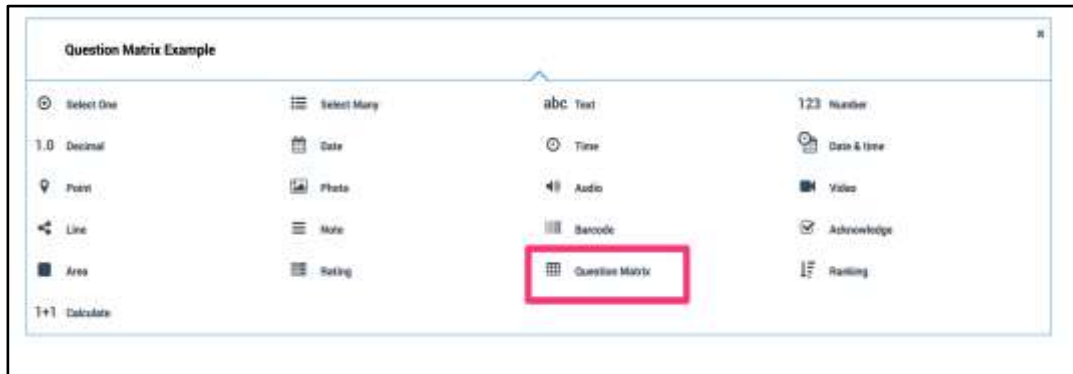 Question Matrix Example
Select One Select Many abc Text 123 Number
1.0 Decimal Date Time Date & time
Point Photo Audio Video
Line Note Barcode Acknowledge
Area Rating Question Matrix Ranking
1+1 Calculate